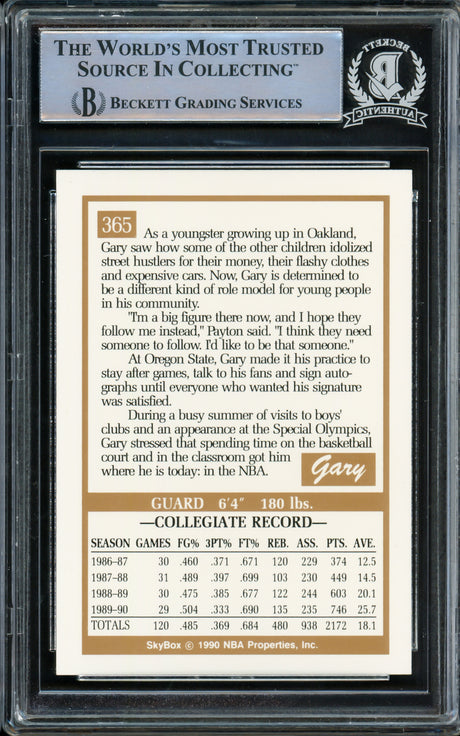 THE WORLD'S MOST TRUSTED
SOURCE IN COLLECTING™
B BECKETT GRADING SERVICES
BECKETT
B
AUTHENTIC
365
As a youngster growing up in Oakland,
Gary saw how some of the other children idolized
street hustlers for their money, their flashy clothes
and expensive cars. Now, Gary is determined to
be a different kind of role model for young people
in his community.
"I'm a big figure there now, and I hope they
follow me instead," Payton said. "I think they need
someone to follow. I'd like to be that someone."
At Oregon State, Gary made it his practice to
stay after games, talk to his fans and sign auto-
graphs until everyone who wanted his signature
was satisfied.
During a busy summer of visits to boys'
clubs and an appearance at the Special Olympics,
Gary stressed that spending time on the basketball
court and in the classroom got him
where he is today: in the NBA.
Gary
GUARD 6'4" 180 lbs.
—COLLEGIATE RECORD—
SEASON GAMES FG% 3PT% FT% REB. ASS. PTS. AVE.
1986-87 30 .460 .371 .671 120 229 374 12.5
1987-88 31 .489 .397 .699 103 230 449 14.5
1988-89 30 .475 .385 .677 122 244 603 20.1
1989-90 29 .504 .333 .690 135 235 746 25.7
TOTALS 120 .485 .369 .684 480 938 2172 18.1
SkyBox © 1990 NBA Properties, Inc.